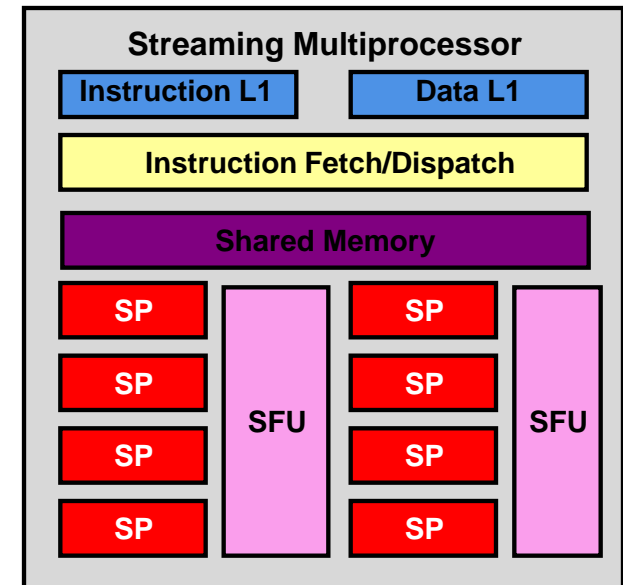 Streaming Multiprocessor
Instruction L1
Data L1
Instruction Fetch/Dispatch
Shared Memory
SP
SP
SP
SP
SFU
SP
SP
SP
SP
SFU